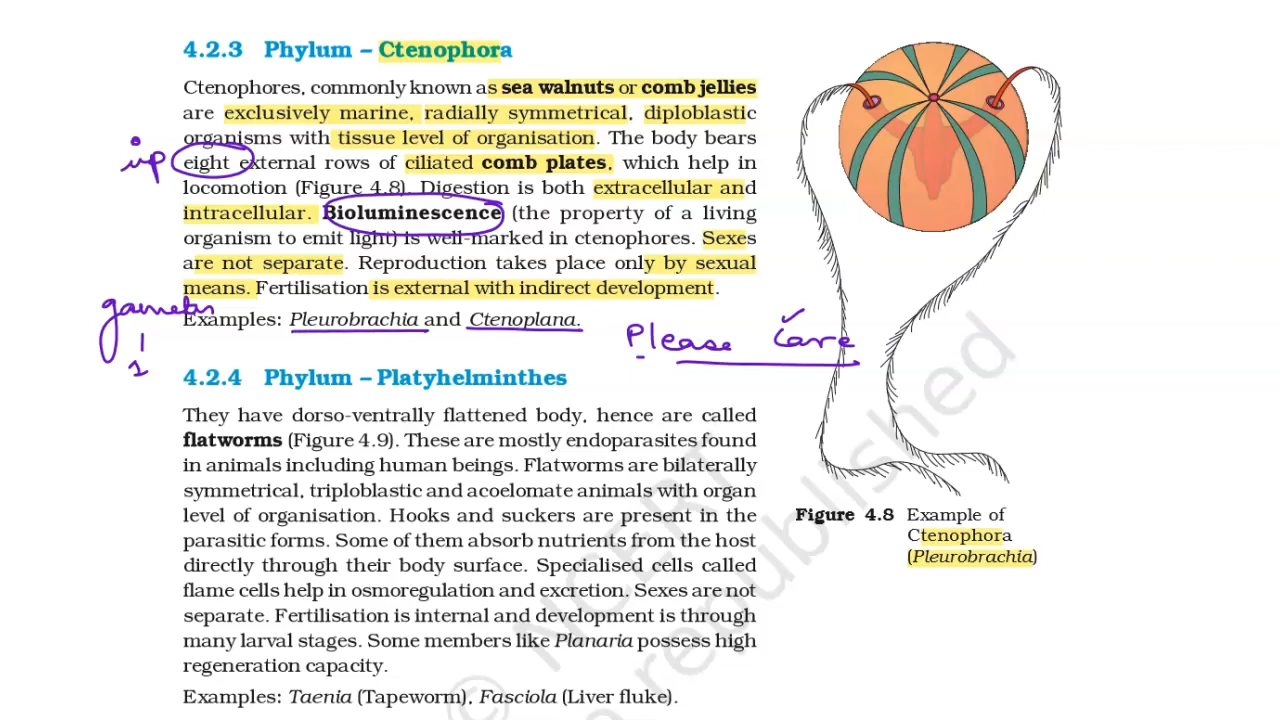 4.2.3 Phylum – Ctenophora
Ctenophores, commonly known as sea walnuts or comb jellies
are exclusively marine, radially symmetrical, diploblastic
organisms with tissue level of organisation. The body bears
imp
eight external rows of ciliated comb plates, which help in
locomotion (Figure 4.8). Digestion is both extracellular and
intracellular. Bioluminescence (the property of a living
organism to emit light) is well-marked in ctenophores. Sexes
are not separate. Reproduction takes place only by sexual
means. Fertilisation is external with indirect development.
Examples: Pleurobrachia and Ctenoplana.
Please Care
4.2.4 Phylum – Platyhelminthes
They have dorso-ventrally flattened body, hence are called
flatworms (Figure 4.9). These are mostly endoparasites found
in animals including human beings. Flatworms are bilaterally
symmetrical, triploblastic and acoelomate animals with organ
level of organisation. Hooks and suckers are present in the
parasitic forms. Some of them absorb nutrients from the host
directly through their body surface. Specialised cells called
flame cells help in osmoregulation and excretion. Sexes are not
separate. Fertilisation is internal and development is through
many larval stages. Some members like Planaria possess high
regeneration capacity.
Examples: Taenia (Tapeworm), Fasciola (Liver fluke).
Figure 4.8 Example of
Ctenophora
(Pleurobrachia)
© NCERT
republished